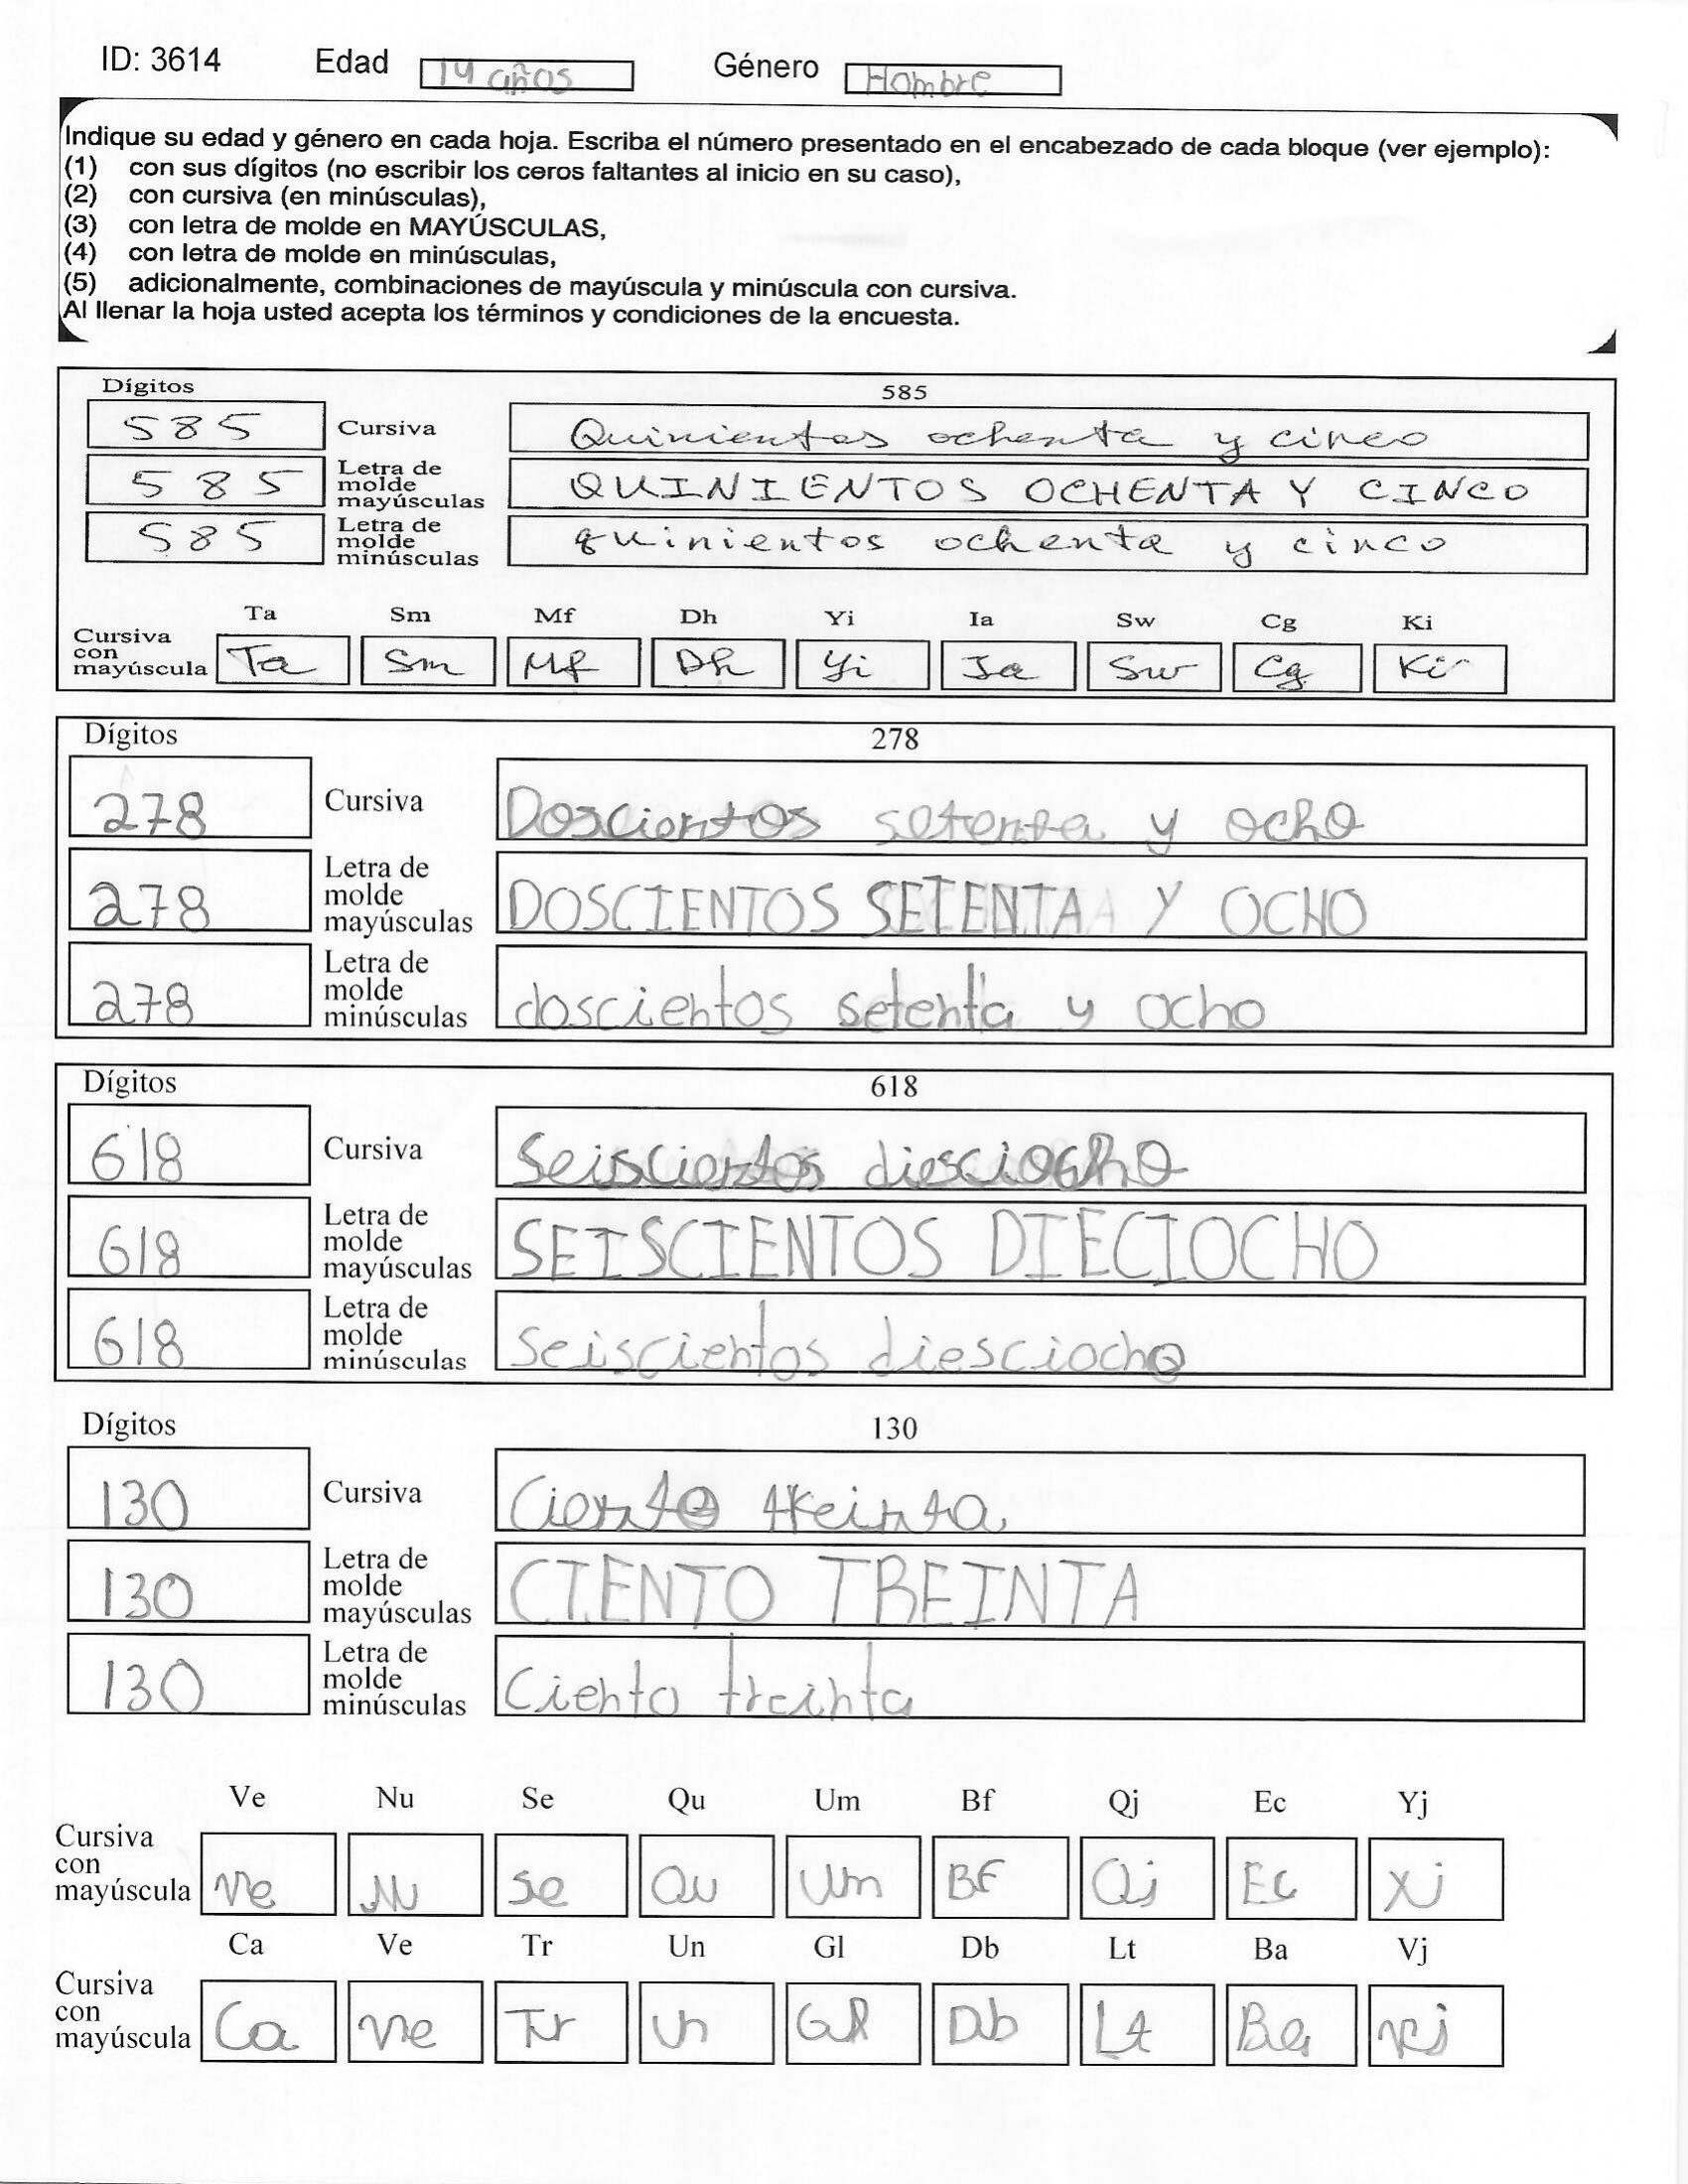 ID: 3614 Edad 14 años Género Hombre
Indique su edad y género en cada hoja. Escriba el número presentado en el encabezado de cada bloque (ver ejemplo):
(1) con sus dígitos (no escribir los ceros faltantes al inicio en su caso),
(2) con cursiva (en minúsculas),
(3) con letra de molde en MAYÚSCULAS,
(4) con letra de molde en minúsculas,
(5) adicionalmente, combinaciones de mayúscula y minúscula con cursiva.
Al llenar la hoja usted acepta los términos y condiciones de la encuesta.
Dígitos 585
585 Cursiva Quinientos ochenta y cinco
585 Letra de molde mayúsculas QUINIENTOS OCHENTA Y CINCO
585 Letra de molde minúsculas quinientos ochenta y cinco
Ta Sm Mf Dh Yi Ia Sw Cg Ki
Cursiva con mayúscula Ta Sm Mf Dh Yi Ia Sw Cg Ki
Dígitos 278
278 Cursiva Doscientos setenta y ocho
278 Letra de molde mayúsculas DOSCIENTOS SETENTA Y OCHO
278 Letra de molde minúsculas doscientos setenta y ocho
Dígitos 618
618 Cursiva Seiscientos diesciocho
618 Letra de molde mayúsculas SEISCIENTOS DIECIOCHO
618 Letra de molde minúsculas Seiscientos diesciocho
Dígitos 130
130 Cursiva Ciento treinta
130 Letra de molde mayúsculas CIENTO TREINTA
130 Letra de molde minúsculas Ciento treinta
Ve Nu Se Qu Um Bf Qj Ec Yj
Cursiva con mayúscula Ve Nu Se Qu Um Bf Qj Ec Xj
Ca Ve Tr Un Gl Db Lt Ba Vj
Cursiva con mayúscula Ca Ve Tr Un Gl Db Lt Ba Vj